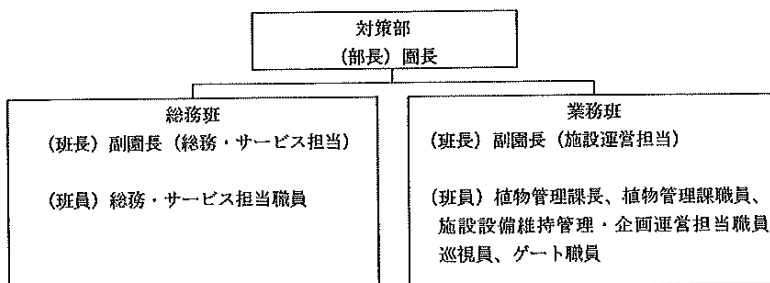 対策部
(部長) 園長
総務班
(班長) 副園長 (総務・サービス担当)
(班員) 総務・サービス担当職員
業務班
(班長) 副園長 (施設運営担当)
(班員) 植物管理課長、植物管理課職員、
施設設備維持管理・企画運営担当職員
巡視員、ゲート職員